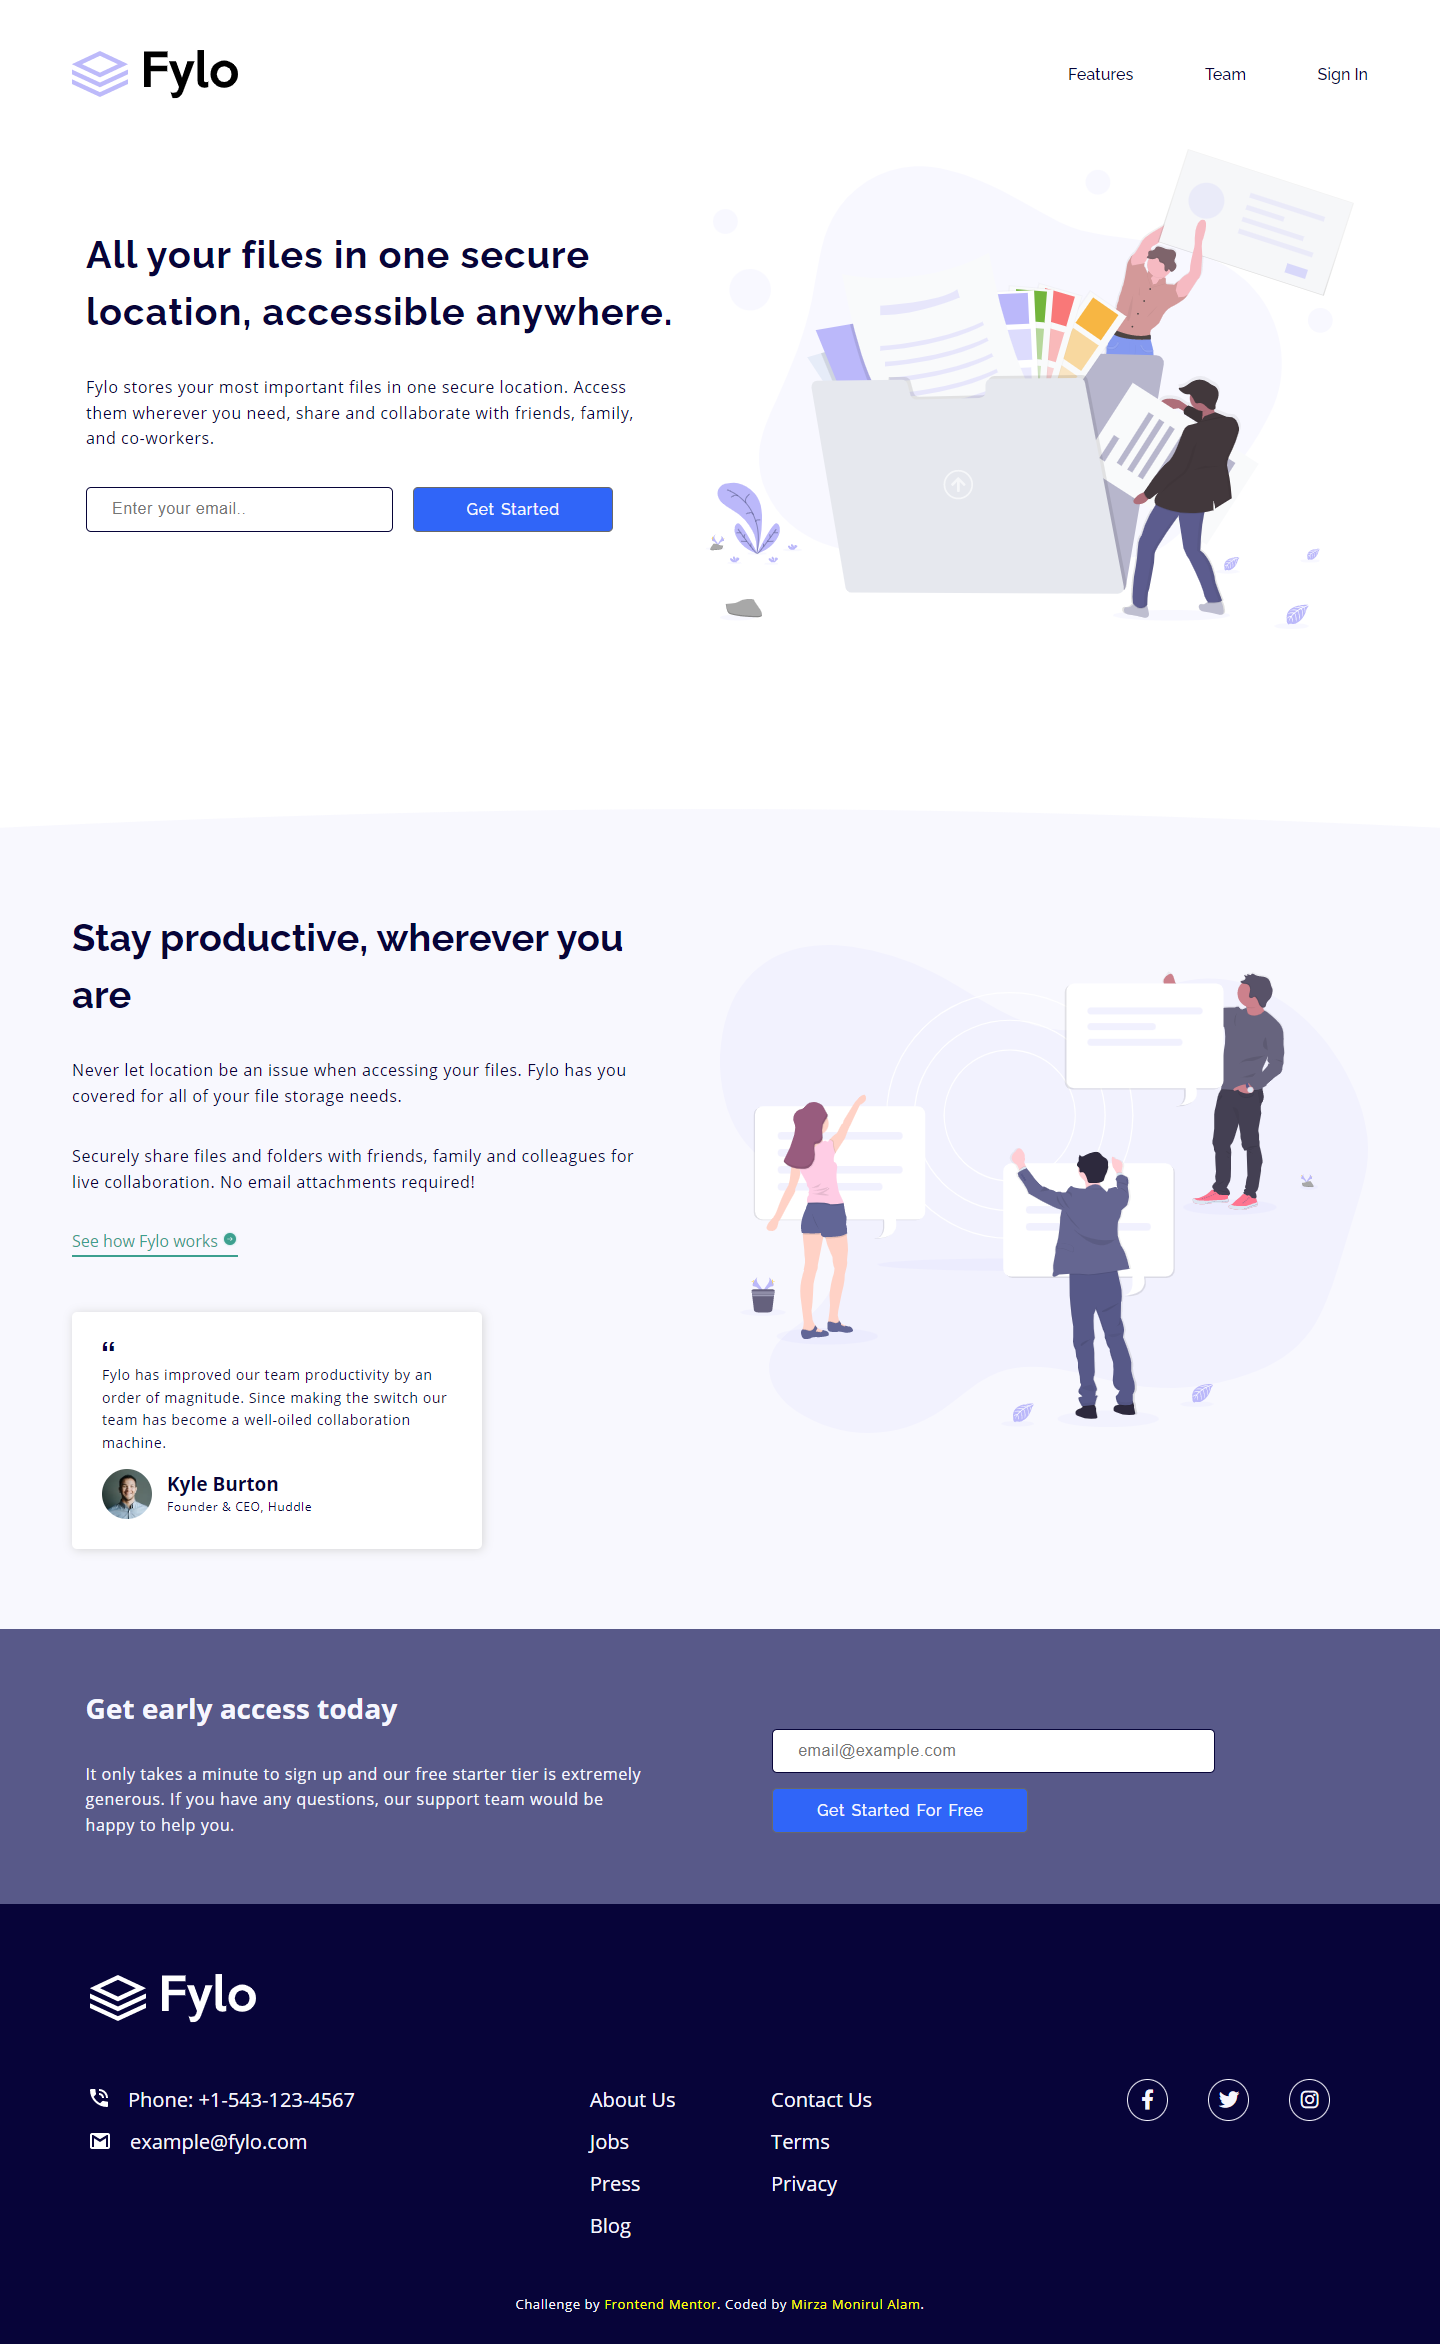 Fylo
Features
Team
Sign In
All your files in one secure
location, accessible anywhere.
Fylo stores your most important files in one secure location. Access
them wherever you need, share and collaborate with friends, family,
and co-workers.
Enter your email..
Get Started
Stay productive, wherever you
are
Never let location be an issue when accessing your files. Fylo has you
covered for all of your file storage needs.
Securely share files and folders with friends, family and colleagues for
live collaboration. No email attachments required!
See how Fylo works
“
Fylo has improved our team productivity by an
order of magnitude. Since making the switch our
team has become a well-oiled collaboration
machine.
Kyle Burton
Founder & CEO, Huddle
Get early access today
It only takes a minute to sign up and our free starter tier is extremely
generous. If you have any questions, our support team would be
happy to help you.
email@example.com
Get Started For Free
Fylo
Phone: +1-543-123-4567
example@fylo.com
About Us
Jobs
Press
Blog
Contact Us
Terms
Privacy
Challenge by Frontend Mentor. Coded by Mirza Monirul Alam.